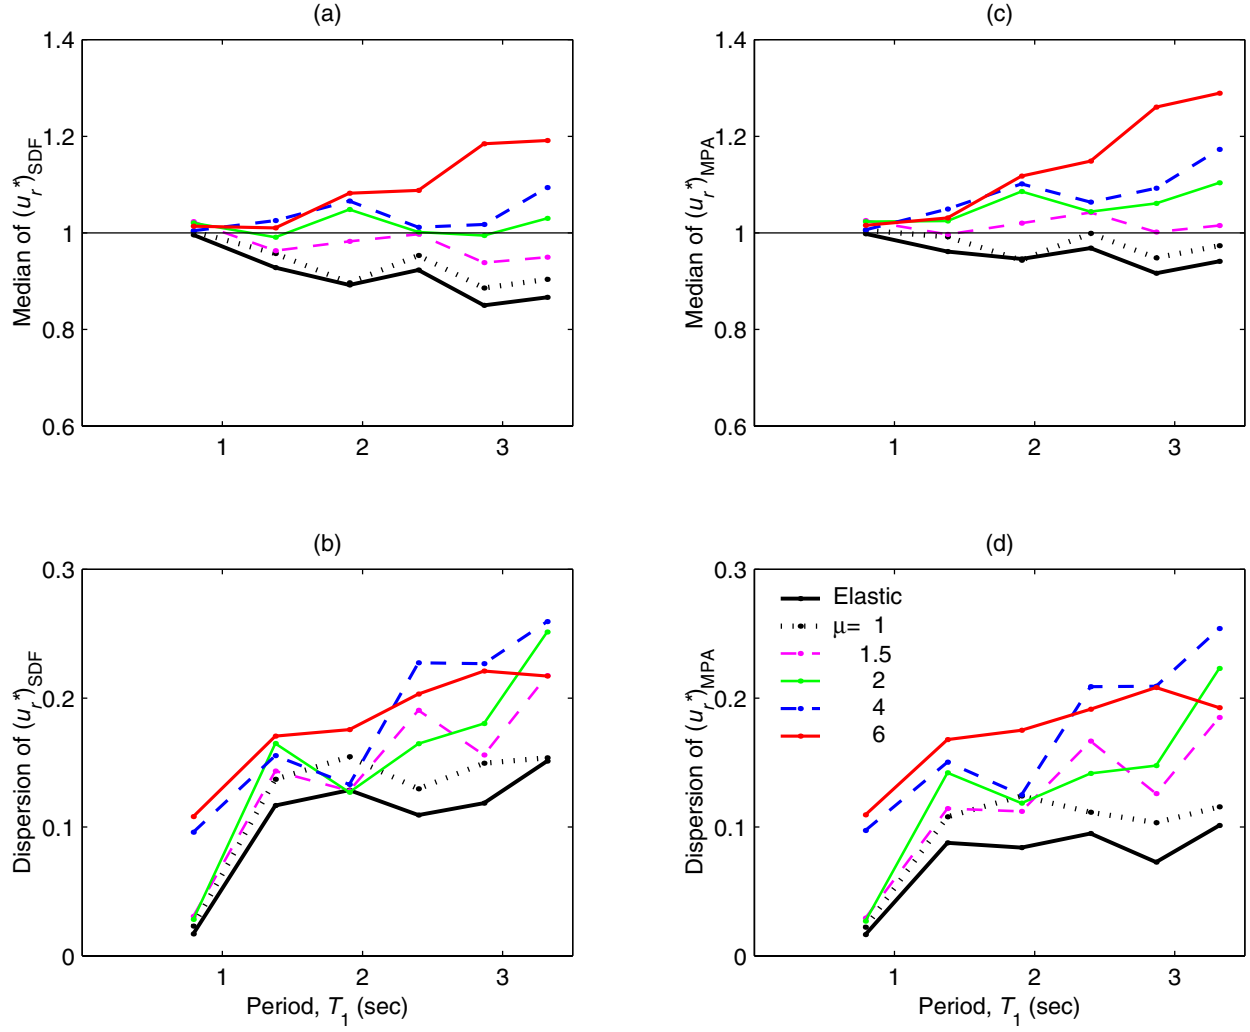 (a)
1.4
1.2
1
0.8
0.6
1 2 3
Median of (u_r^*)_SDF
(c)
1.4
1.2
1
0.8
0.6
1 2 3
Median of (u_r^*)_MPA
(b)
0.3
0.2
0.1
0
1 2 3
Dispersion of (u_r^*)_SDF
Period, T_1 (sec)
(d)
0.3
0.2
0.1
0
1 2 3
Dispersion of (u_r^*)_MPA
Period, T_1 (sec)
Elastic
μ= 1
1.5
2
4
6